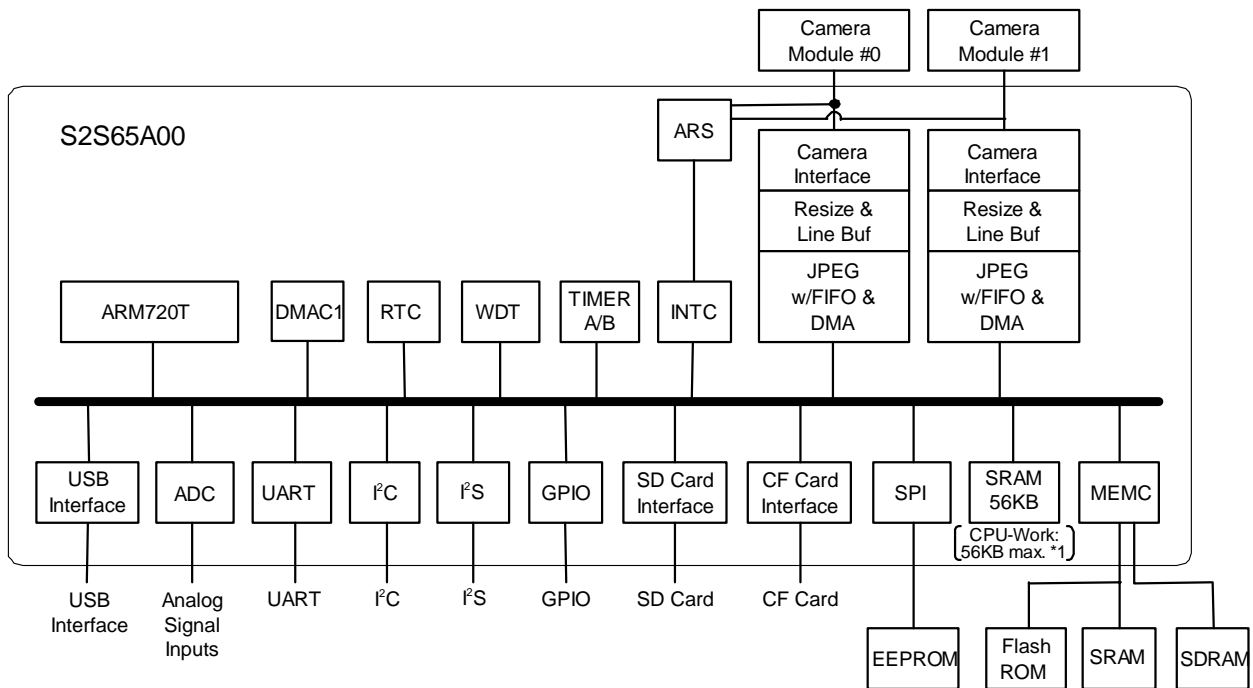 Camera
Module #0
Camera
Module #1
S2S65A00
ARS
Camera
Interface
Resize &
Line Buf
JPEG
w/FIFO &
DMA
Camera
Interface
Resize &
Line Buf
JPEG
w/FIFO &
DMA
ARM720T
DMAC1
RTC
WDT
TIMER
A/B
INTC
USB
Interface
ADC
UART
I²C
I²S
GPIO
SD Card
Interface
CF Card
Interface
SPI
SRAM
56KB
MEMC
CPU-Work:
56KB max. *1
USB
Interface
Analog
Signal
Inputs
UART
I²C
I²S
GPIO
SD Card
CF Card
EEPROM
Flash
ROM
SRAM
SDRAM